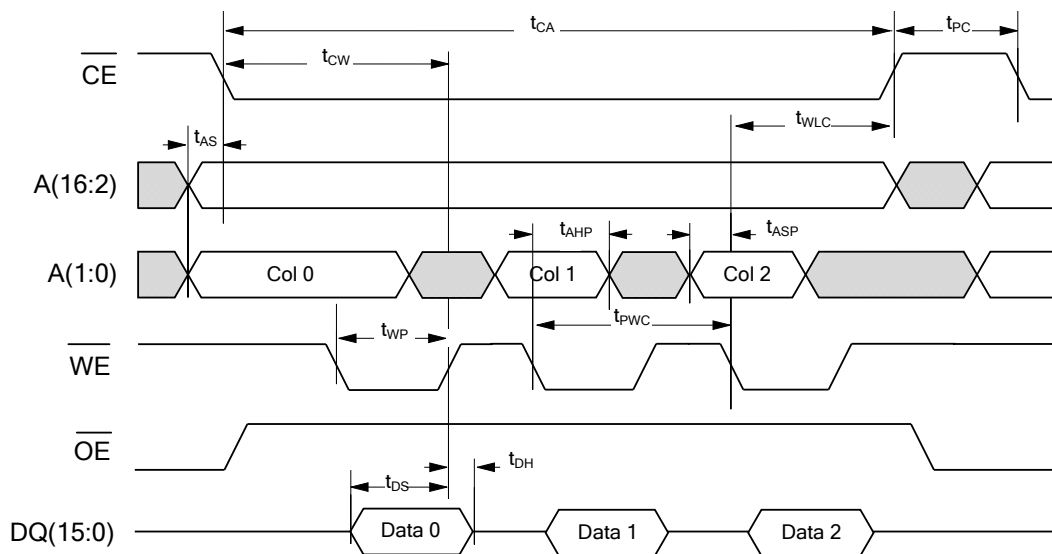 tCA
tPC
tCW
CE
tWLC
tAS
A(16:2)
tAHP
tASP
A(1:0)
Col 0
Col 1
Col 2
tPWC
tWP
WE
OE
tDH
tDS
DQ(15:0)
Data 0
Data 1
Data 2